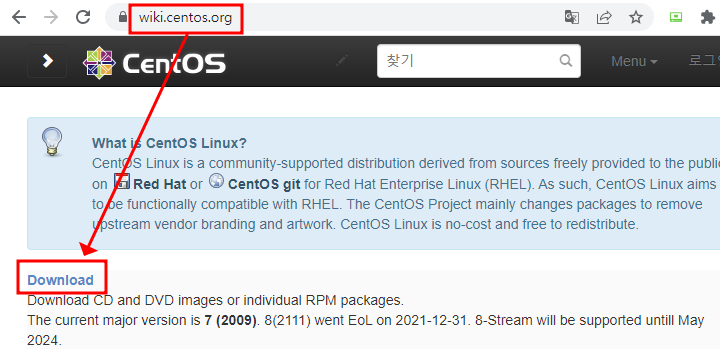 wiki.centos.org
CentOS 찾기 Menu 로그인
What is CentOS Linux?
CentOS Linux is a community-supported distribution derived from sources freely provided to the public
on Red Hat or CentOS git for Red Hat Enterprise Linux (RHEL). As such, CentOS Linux aims
to be functionally compatible with RHEL. The CentOS Project mainly changes packages to remove
upstream vendor branding and artwork. CentOS Linux is no-cost and free to redistribute.
Download
Download CD and DVD images or individual RPM packages.
The current major version is 7 (2009). 8(2111) went EoL on 2021-12-31. 8-Stream will be supported untill May
2024.